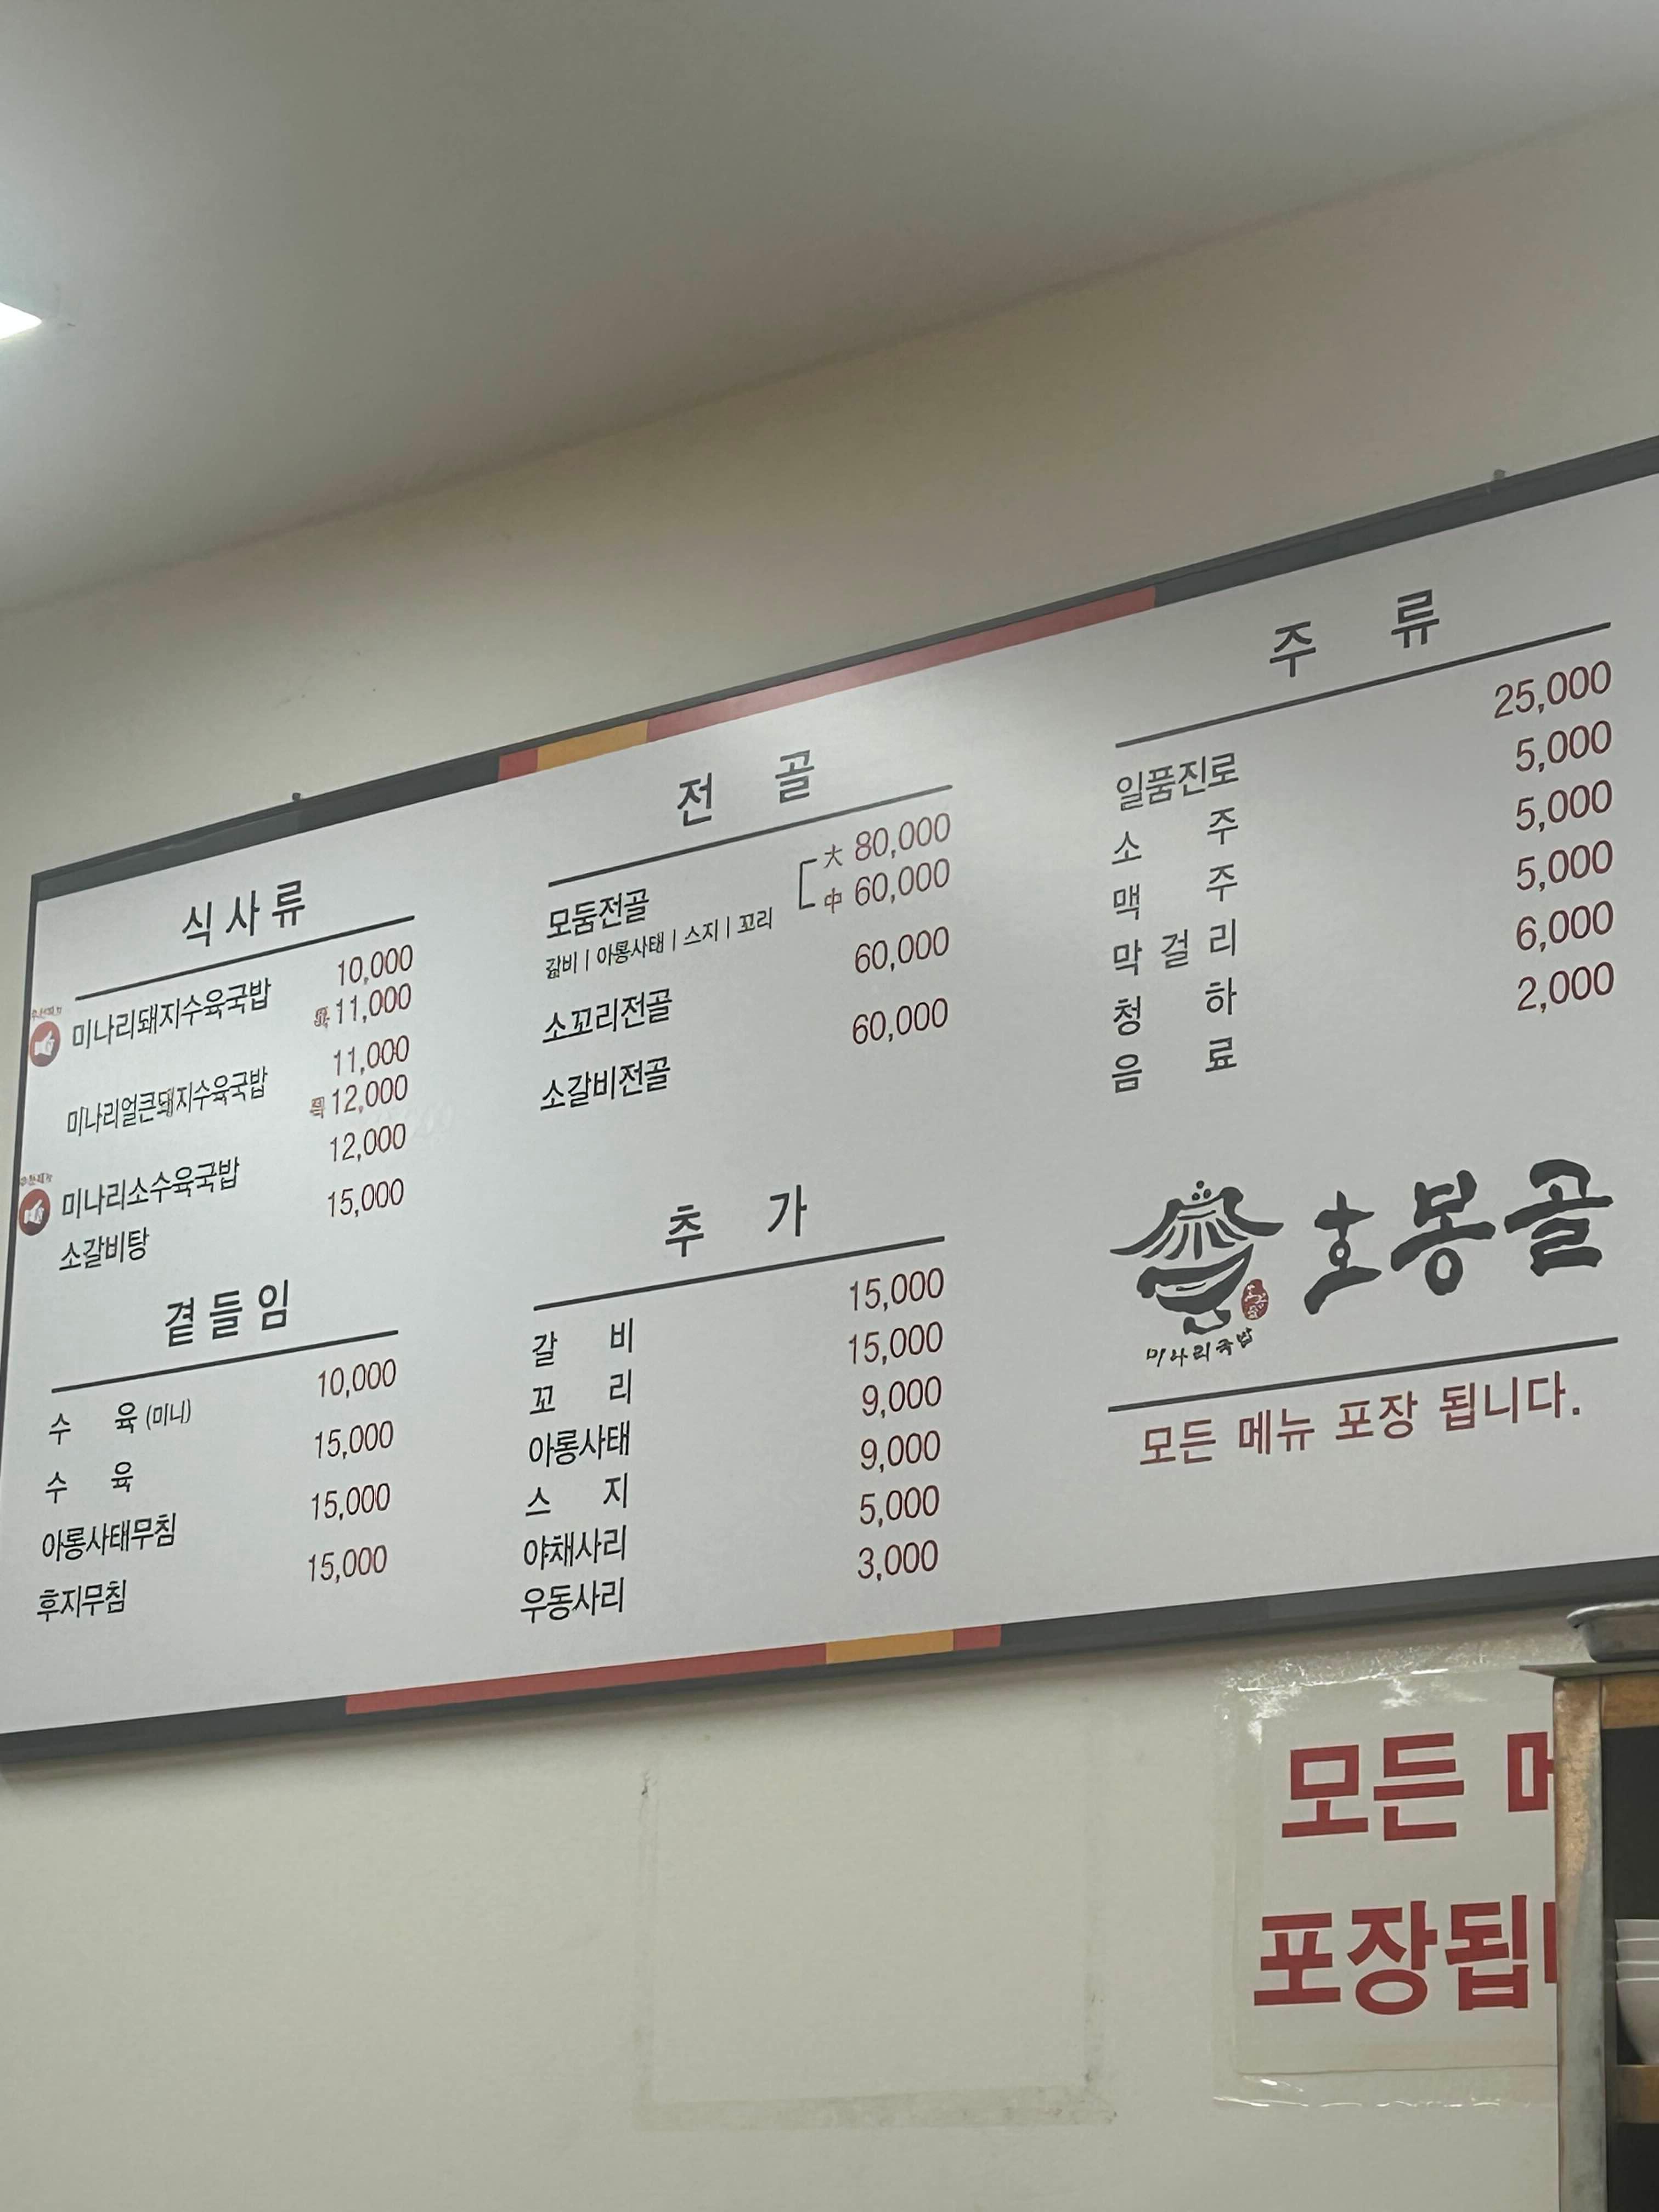 식사류
미나리돼지수육국밥 10,000
특 11,000
미나리얼큰돼지수육국밥 11,000
특 12,000
미나리소수육국밥 12,000
소갈비탕 15,000
곁들임
수 육 (미니) 10,000
수 육 15,000
아롱사태무침 15,000
후지무침 15,000
전 골
모둠전골 大 80,000
中 60,000
갈비 | 아롱사태 | 스지 | 꼬리
소꼬리전골 60,000
소갈비전골 60,000
추 가
갈 비 15,000
꼬 리 15,000
아롱사태 9,000
스 지 9,000
야채사리 5,000
우동사리 3,000
주 류
일품진로 25,000
소 주 5,000
맥 주 5,000
막 걸 리 5,000
청 하 6,000
음 료 2,000
호봉골
미나리국밥
모든 메뉴 포장 됩니다.
모든
포장됩